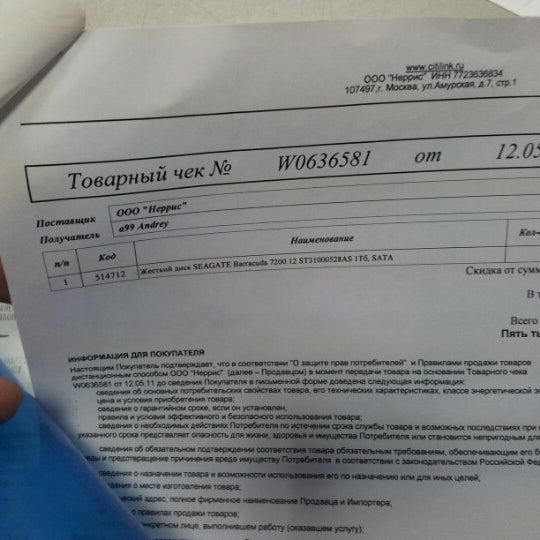 www.citilink.ru
ООО "Неррис" ИНН 7723636834
107497,г. Москва, ул.Амурская, д.7, стр.1
Товарный чек № W0636581 от 12.05
Поставщик ООО "Неррис"
Получатель a99 Andrey
п/п Код Наименование Кол-
1 514712 Жесткий диск SEAGATE Barracuda 7200.12 ST31000528AS 1Тб, SATA
Скидка от сумм
В т
Всего
Пять ты
ИНФОРМАЦИЯ ДЛЯ ПОКУПАТЕЛЯ
Настоящим Покупатель подтверждает, что в соответствии "О защите прав потребителей" и Правилами продажи товаров
дистанционным способом ООО "Неррис" (далее – Продавцом) в момент передачи товара на основании Товарного чека
W0636581 от 12.05.11 до сведения Покупателя в письменной форме доведена следующая информация:
сведения об основных потребительских свойствах товара, его технических характеристиках, классе энергетической эф
цена и условия приобретения товара;
сведения о гарантийном сроке, если он установлен;
правила и условия эффективного и безопасного использования товара;
сведения о необходимых действиях Потребителя по истечении срока службы товара и возможных последствиях при н
указанного срока представляет опасность для жизни, здоровья и имущества Потребителя или становится непригодным для
сведения об обязательном подтверждении соответствия товара обязательным требованиям, обеспечивающим его б
ды и предотвращение причинения вреда имуществу Потребителя в соответствии с законодательством Российской Феде
сведения о назначении товара и возможности использования его по назначению или для иных целей;
сведения о месте изготовления товара;
ческий адрес, полное фирменное наименование Продавца и Импортера;
о правилах продажи товаров;
онкретном лице, выполнившем работу (оказавшем услугу);